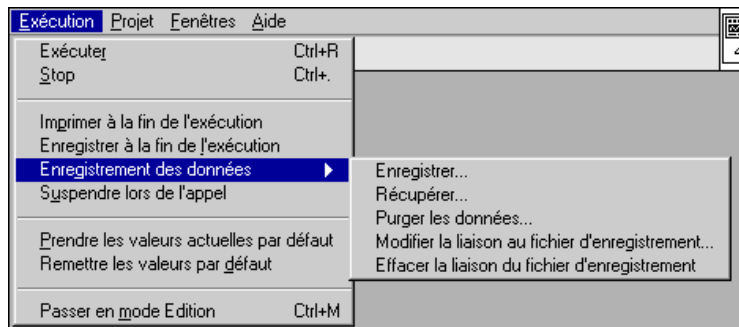 Exécution Projet Fenêtres Aide
Exécuter Ctrl+R
Stop Ctrl+.
Imprimer à la fin de l'exécution
Enregistrer à la fin de l'exécution
Enregistrement des données
Suspendre lors de l'appel
Prendre les valeurs actuelles par défaut
Remettre les valeurs par défaut
Passer en mode Edition Ctrl+M
Enregistrer...
Récupérer...
Purger les données...
Modifier la liaison au fichier d'enregistrement...
Effacer la liaison du fichier d'enregistrement